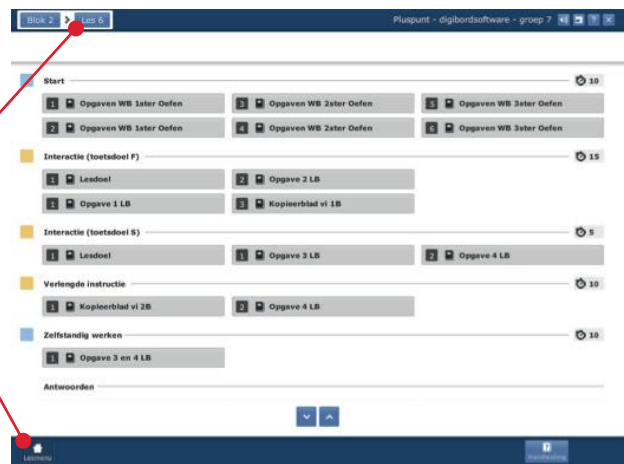 Blok 2 > Les 6 Pluspunt - digibordsoftware - groep 7 ? ×
Start 10
1 Opgaven WB 1ster Oefen 3 Opgaven WB 2ster Oefen 5 Opgaven WB 3ster Oefen
2 Opgaven WB 1ster Oefen 4 Opgaven WB 2ster Oefen 6 Opgaven WB 3ster Oefen
Interactie (toetsdoel F) 15
1 Lesdoel 2 Opgave 2 LB
1 Opgave 1 LB 3 Kopieerblad vi 1B
Interactie (toetsdoel S) 5
1 Lesdoel 1 Opgave 3 LB 2 Opgave 4 LB
Verlengde instructie 10
1 Kopieerblad vi 2B 2 Opgave 4 LB
Zelfstandig werken 10
1 Opgave 3 en 4 LB
Antwoorden
Lesmenu Handleiding